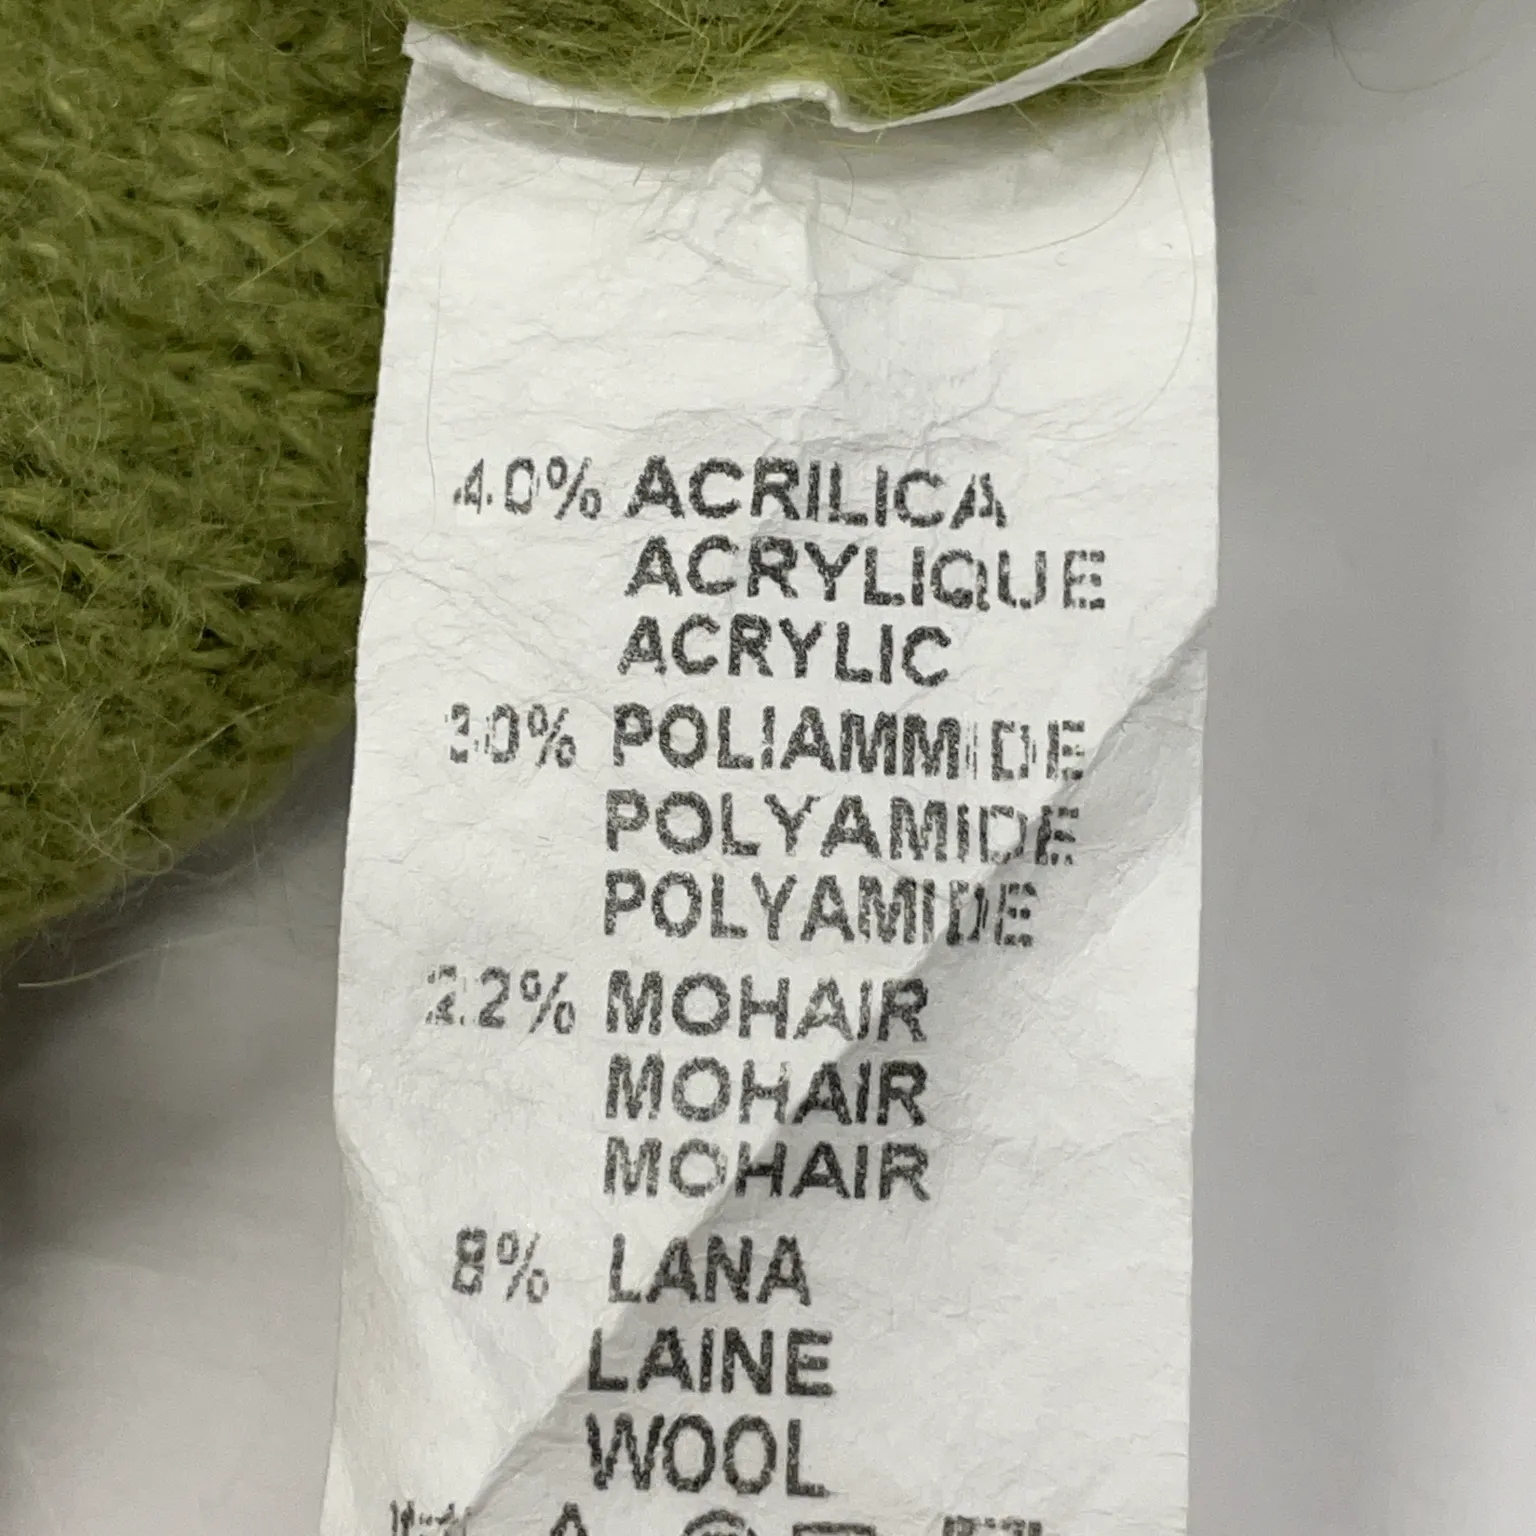 40% ACRILICA
ACRYLIQUE
ACRYLIC
30% POLIAMMIDE
POLYAMIDE
POLYAMIDE
22% MOHAIR
MOHAIR
MOHAIR
8% LANA
LAINE
WOOL